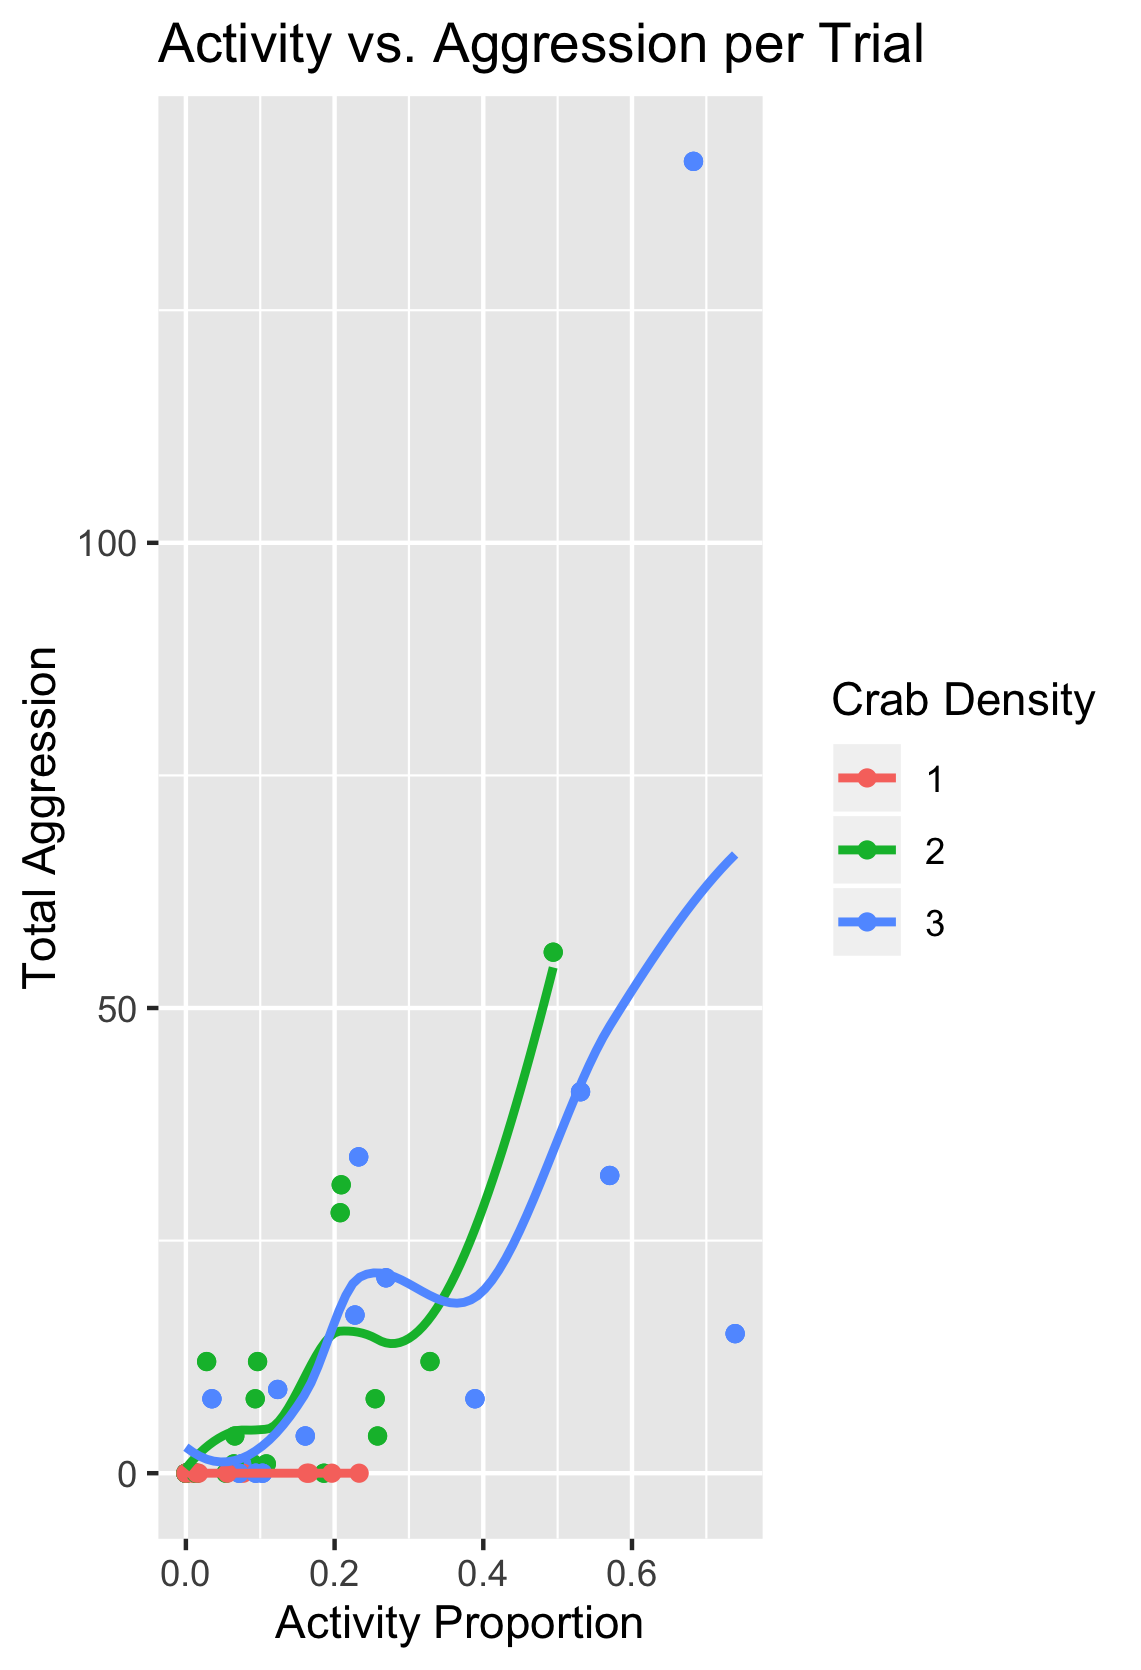 Activity vs. Aggression per Trial
Total Aggression
100
50
0
0.0 0.2 0.4 0.6
Activity Proportion
Crab Density
1
2
3